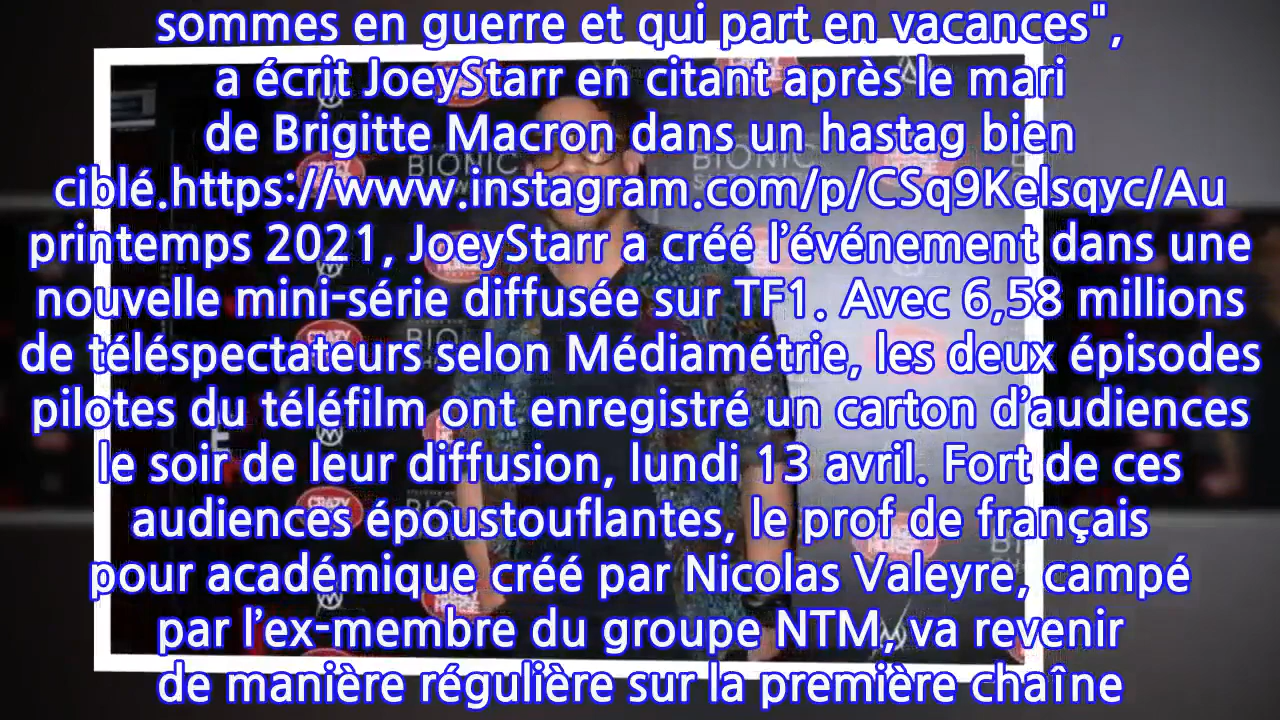 sommes en guerre et qui part en vacances",
a écrit JoeyStarr en citant après le mari
de Brigitte Macron dans un hastag bien
ciblé.https://www.instagram.com/p/CSq9Kelsqyc/Au
printemps 2021, JoeyStarr a créé l'événement dans une
nouvelle mini-série diffusée sur TF1. Avec 6,58 millions
de téléspectateurs selon Médiamétrie, les deux épisodes
pilotes du téléfilm ont enregistré un carton d'audiences
le soir de leur diffusion, lundi 13 avril. Fort de ces
audiences époustouflantes, le prof de français
pour académique créé par Nicolas Valeyre, campé
par l'ex-membre du groupe NTM, va revenir
de manière régulière sur la première chaîne
BIONIC
BIONIC
CRAZY
CRAZY